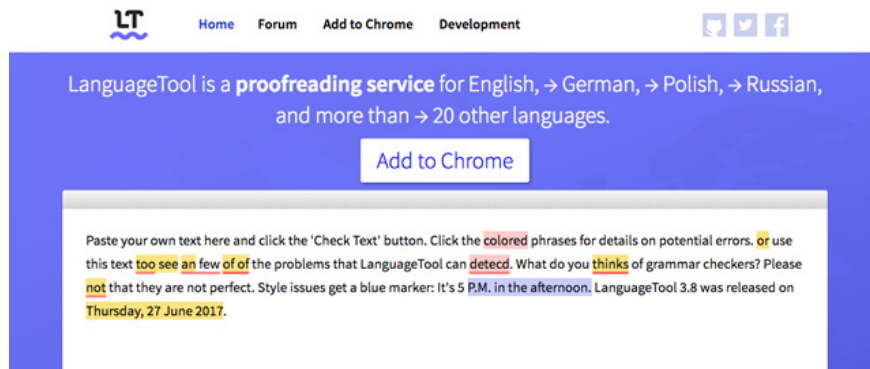 LT
Home Forum Add to Chrome Development
LanguageTool is a proofreading service for English, → German, → Polish, → Russian,
and more than → 20 other languages.
Add to Chrome
Paste your own text here and click the 'Check Text' button. Click the colored phrases for details on potential errors. or use
this text too see an few of of the problems that LanguageTool can detecd. What do you thinks of grammar checkers? Please
not that they are not perfect. Style issues get a blue marker: It's 5 P.M. in the afternoon. LanguageTool 3.8 was released on
Thursday, 27 June 2017.